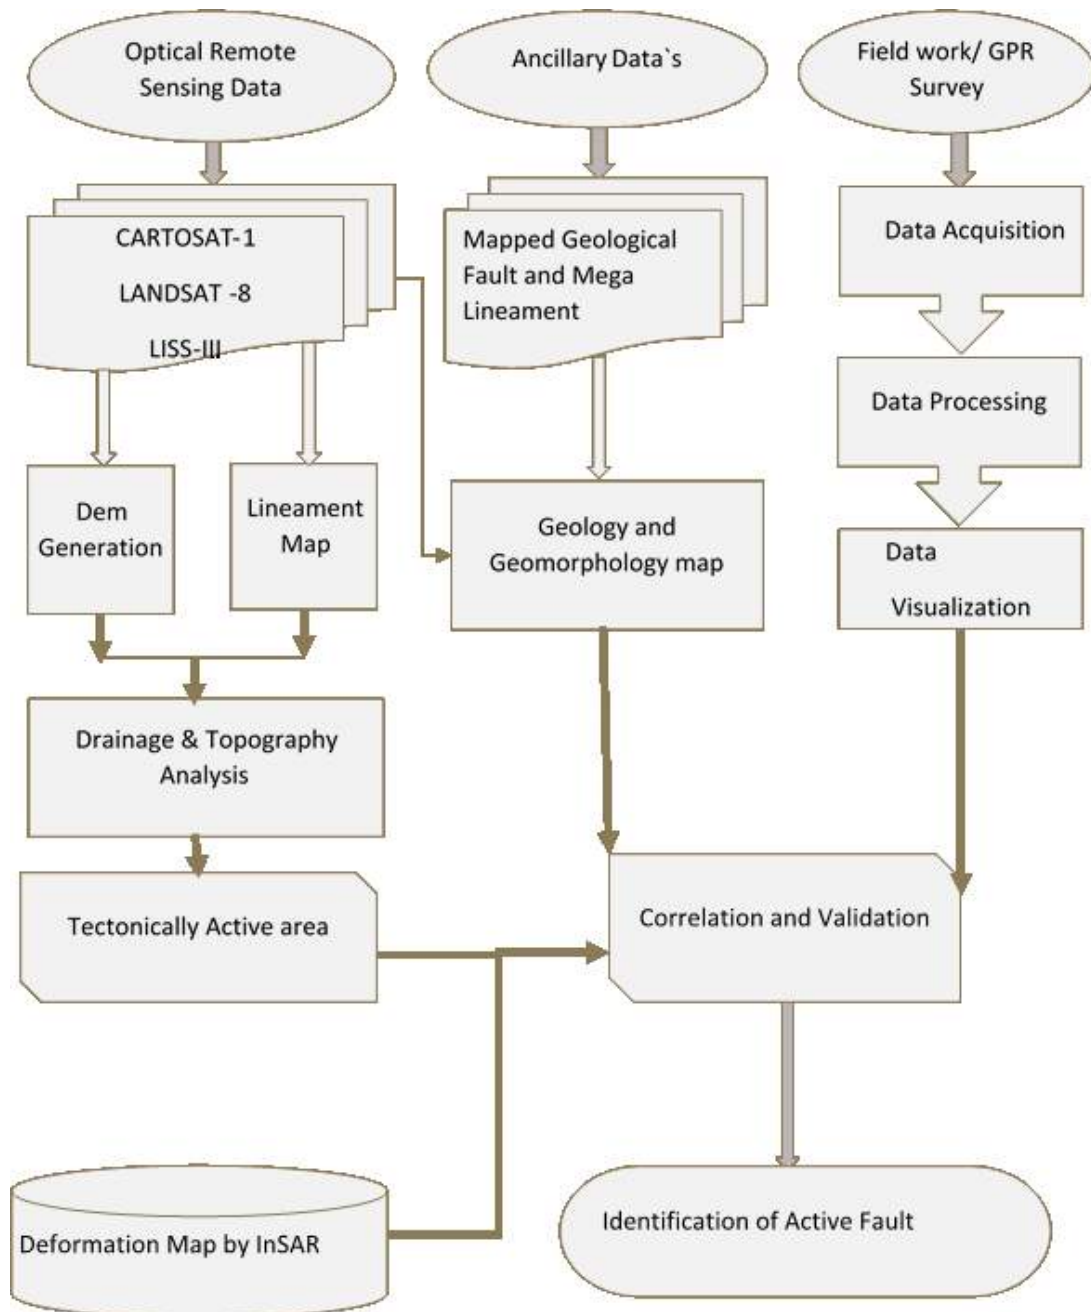 Optical Remote
Sensing Data
Ancillary Data`s
Field work/ GPR
Survey
CARTOSAT-1
LANDSAT -8
LISS-III
Mapped Geological
Fault and Mega
Lineament
Data Acquisition
Data Processing
Dem
Generation
Lineament
Map
Geology and
Geomorphology map
Data
Visualization
Drainage & Topography
Analysis
Tectonically Active area
Correlation and Validation
Deformation Map by InSAR
Identification of Active Fault